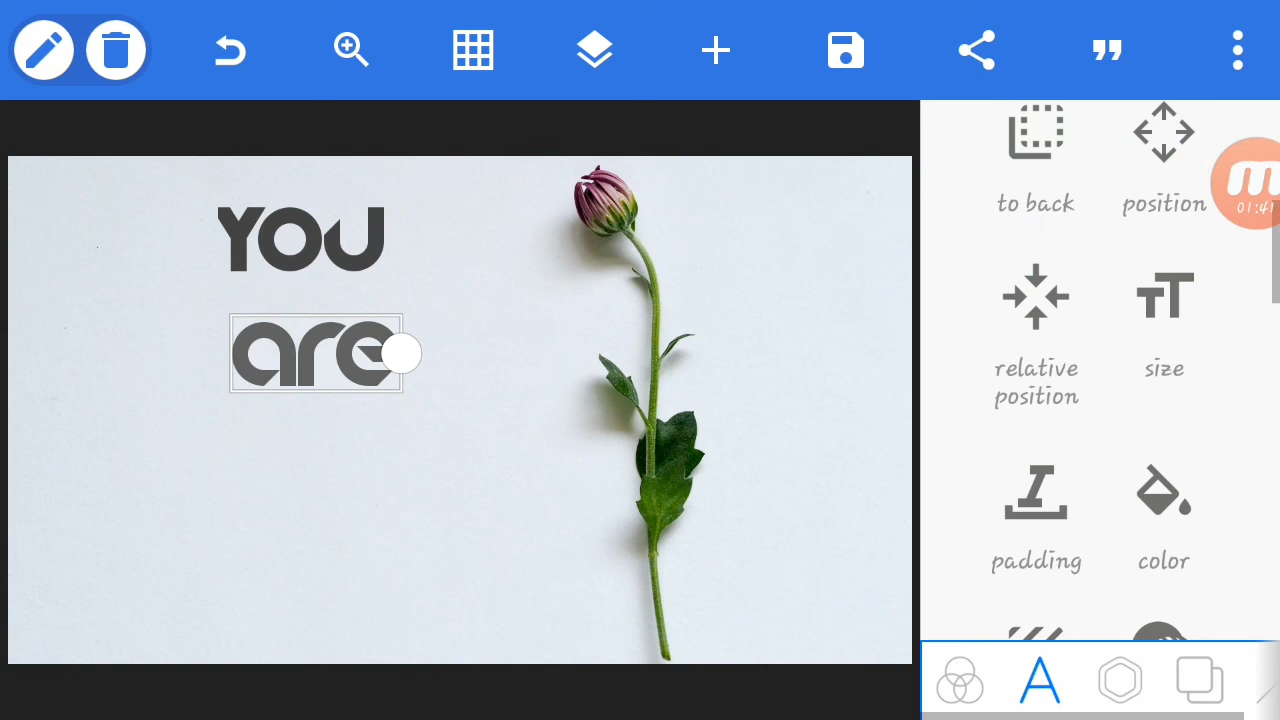 to back
position
01:41
YOU
are
relative position
size
padding
color